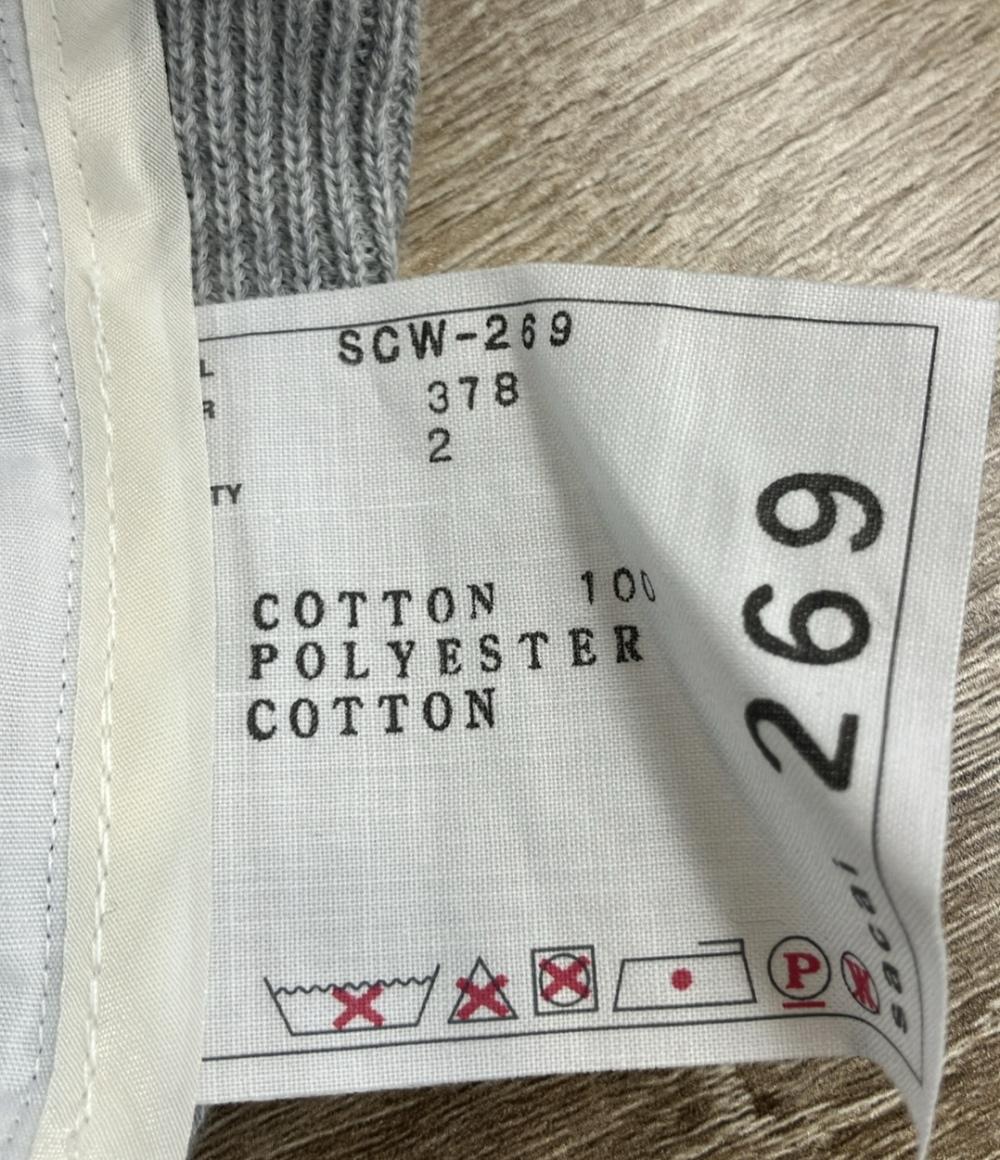 L SCW-269
R 378
2
TY
COTTON 100
POLYESTER
COTTON
269
sacai
P